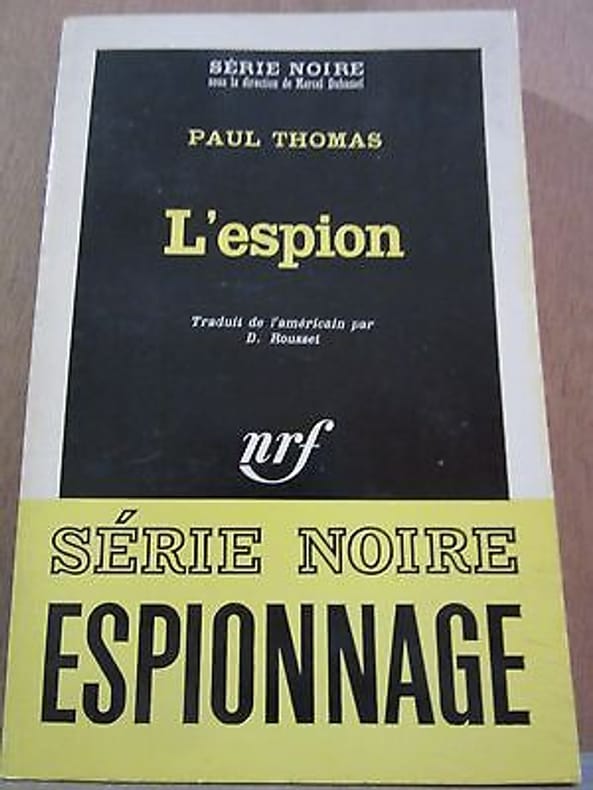 SÉRIE NOIRE
sous la direction de Marcel Duhamel
PAUL THOMAS
L'espion
Traduit de l'américain par
D. Rousset
nrf
SÉRIE NOIRE
ESPIONNAGE